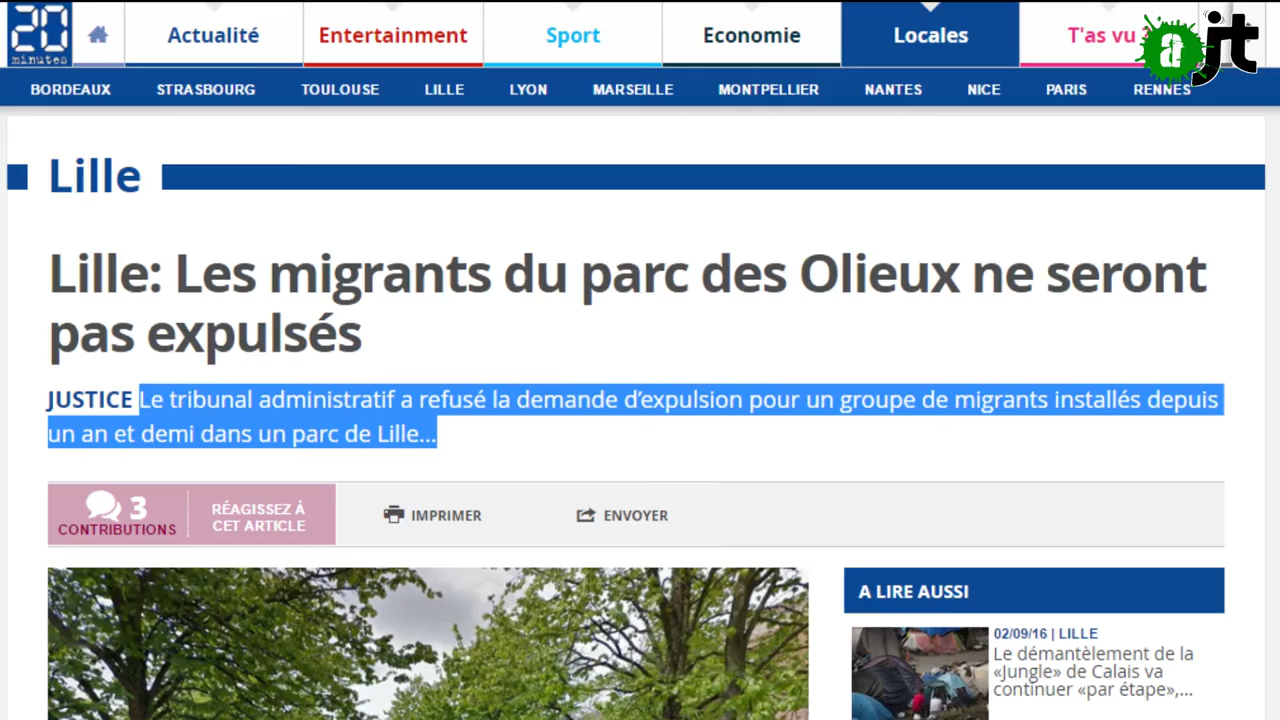 20
minutes
Actualité
Entertainment
Sport
Economie
Locales
T'as vu
a
jt
BORDEAUX
STRASBOURG
TOULOUSE
LILLE
LYON
MARSEILLE
MONTPELLIER
NANTES
NICE
PARIS
RENNES
Lille
Lille: Les migrants du parc des Olieux ne seront
pas expulsés
JUSTICE Le tribunal administratif a refusé la demande d’expulsion pour un groupe de migrants installés depuis
un an et demi dans un parc de Lille...
3
CONTRIBUTIONS
RÉAGISSEZ À
CET ARTICLE
IMPRIMER
ENVOYER
A LIRE AUSSI
02/09/16 | LILLE
Le démantèlement de la
«Jungle» de Calais va
continuer «par étape»,...